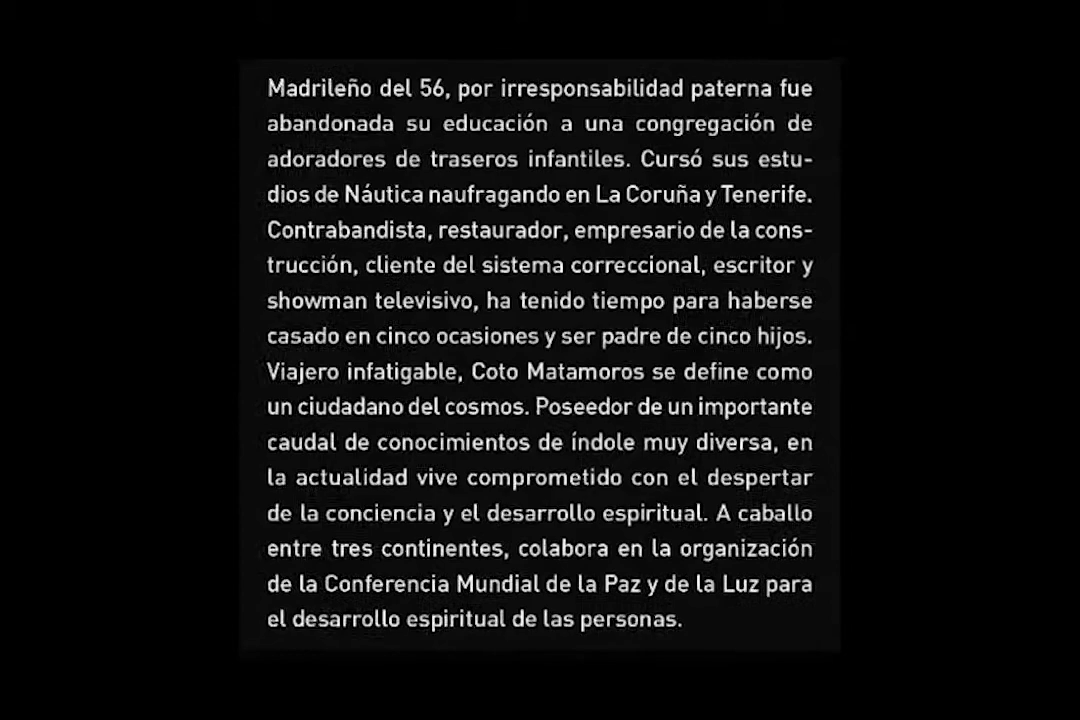 Madrileño del 56, por irresponsabilidad paterna fue
abandonada su educación a una congregación de
adoradores de traseros infantiles. Cursó sus estu-
dios de Náutica naufragando en La Coruña y Tenerife.
Contrabandista, restaurador, empresario de la cons-
trucción, cliente del sistema correccional, escritor y
showman televisivo, ha tenido tiempo para haberse
casado en cinco ocasiones y ser padre de cinco hijos.
Viajero infatigable, Coto Matamoros se define como
un ciudadano del cosmos. Poseedor de un importante
caudal de conocimientos de índole muy diversa, en
la actualidad vive comprometido con el despertar
de la conciencia y el desarrollo espiritual. A caballo
entre tres continentes, colabora en la organización
de la Conferencia Mundial de la Paz y de la Luz para
el desarrollo espiritual de las personas.